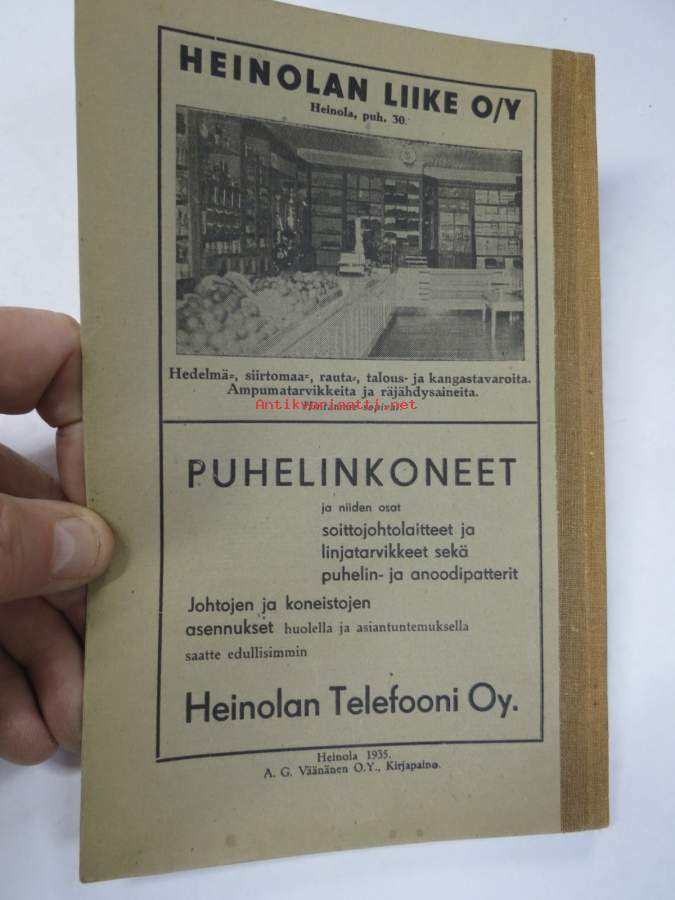 HEINOLAN LIIKE O/Y
Heinola, puh. 30.
Hedelmä-, siirtomaa-, rauta-, talous- ja kangastavaroita.
Ampumatarvikkeita ja räjähdysaineita.
Antikvariaatti.net
Hintamme sopivat.
PUHELINKONEET
ja niiden osat
soittojohtolaitteet ja
linjatarvikkeet sekä
puhelin- ja anoodipatterit
Johtojen ja koneistojen
asennukset huolella ja asiantuntemuksella
saatte edullisimmin
Heinolan Telefooni Oy.
Heinola 1935.
A. G. Väänänen O.Y., Kirjapaino.